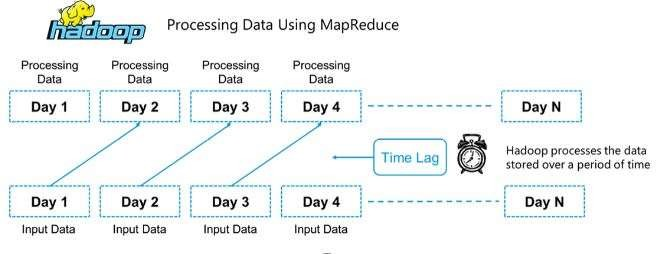 hadoop
Processing Data Using MapReduce
Processing Data
Processing Data
Processing Data
Processing Data
Day 1
Day 2
Day 3
Day 4
Day N
Time Lag
Hadoop processes the data
stored over a period of time
Day 1
Day 2
Day 3
Day 4
Day N
Input Data
Input Data
Input Data
Input Data